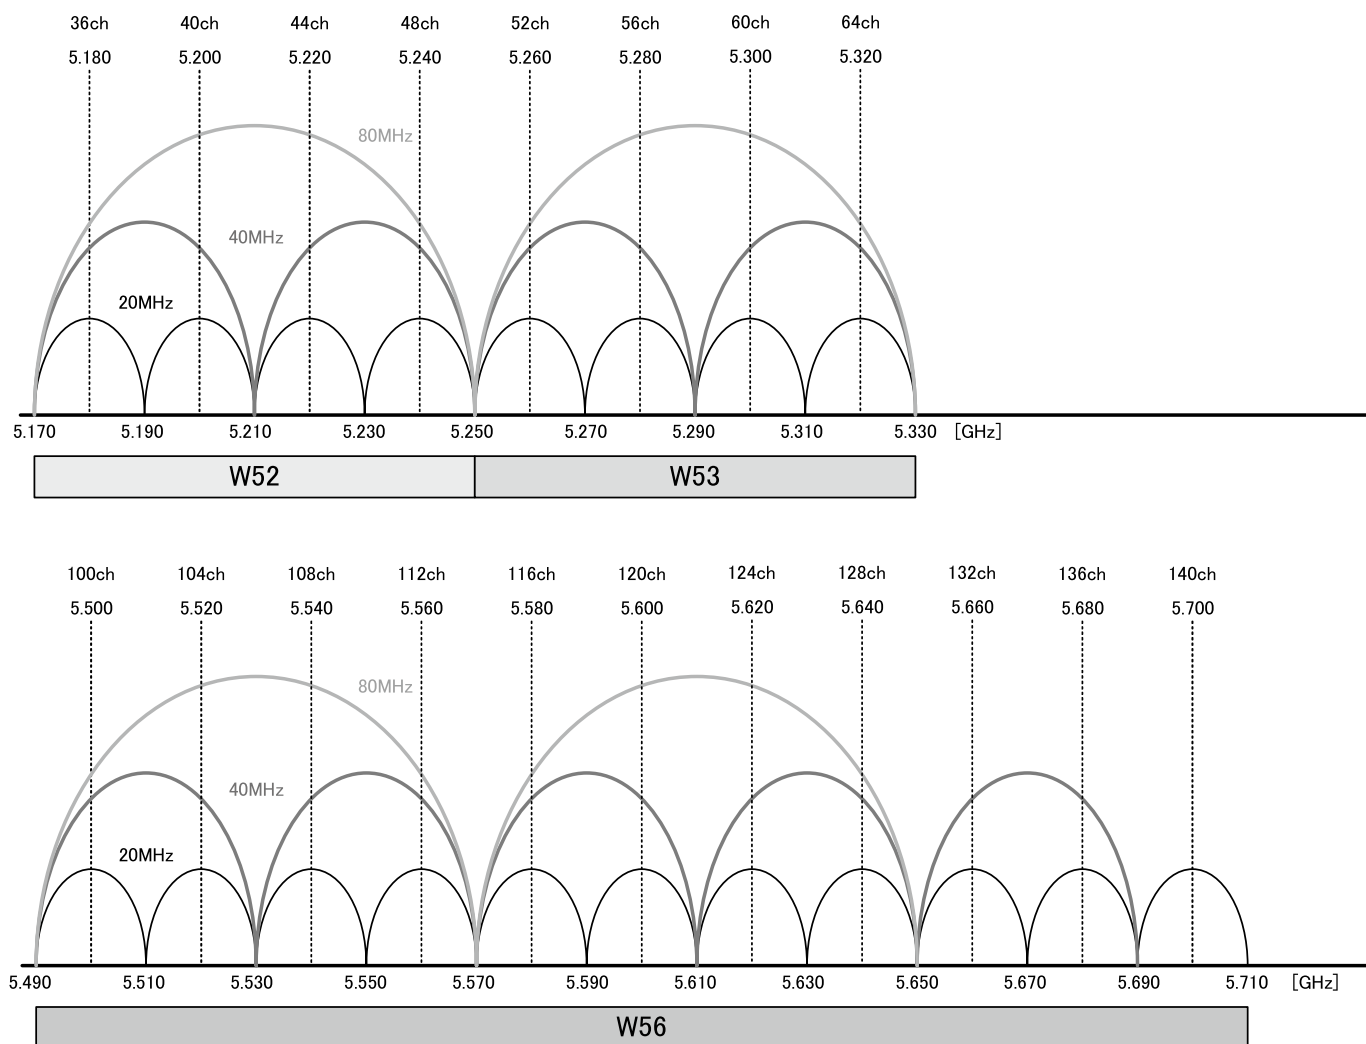 36ch 40ch 44ch 48ch 52ch 56ch 60ch 64ch
5.180 5.200 5.220 5.240 5.260 5.280 5.300 5.320
80MHz
40MHz
20MHz
5.170 5.190 5.210 5.230 5.250 5.270 5.290 5.310 5.330 [GHz]
W52 W53
100ch 104ch 108ch 112ch 116ch 120ch 124ch 128ch 132ch 136ch 140ch
5.500 5.520 5.540 5.560 5.580 5.600 5.620 5.640 5.660 5.680 5.700
80MHz
40MHz
20MHz
5.490 5.510 5.530 5.550 5.570 5.590 5.610 5.630 5.650 5.670 5.690 5.710 [GHz]
W56